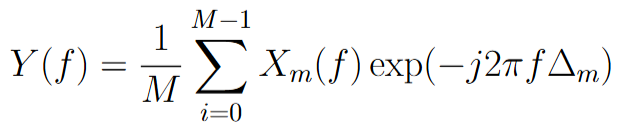 Y(f) = \frac{1}{M} \sum_{i=0}^{M-1} X_m(f) \exp(-j2\pi f \Delta_m)